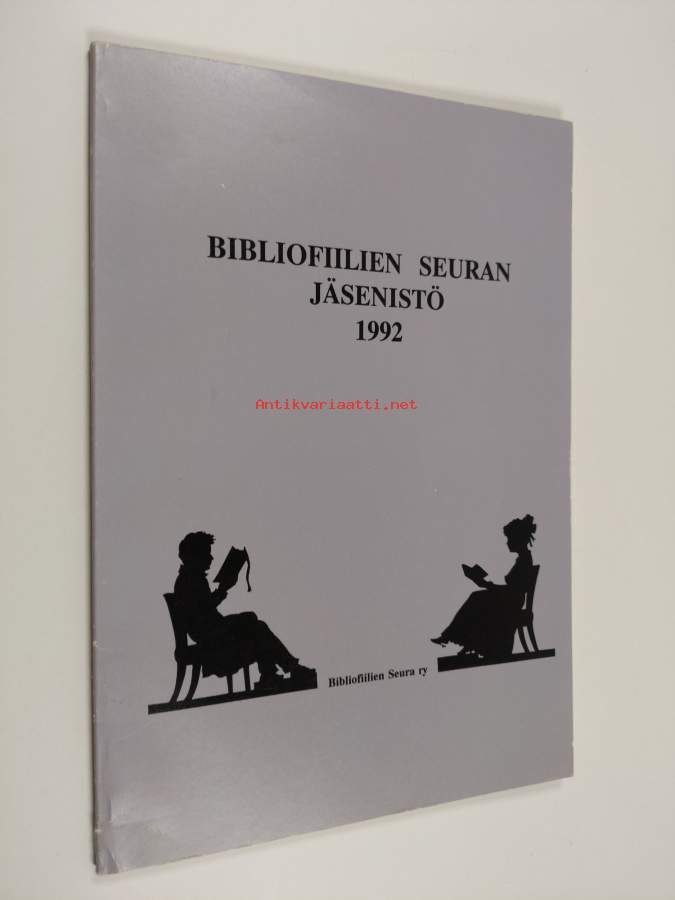 BIBLIOFIILIEN SEURAN
JÄSENISTÖ
1992
Antikvariaatti.net
Bibliofiilien Seura ry